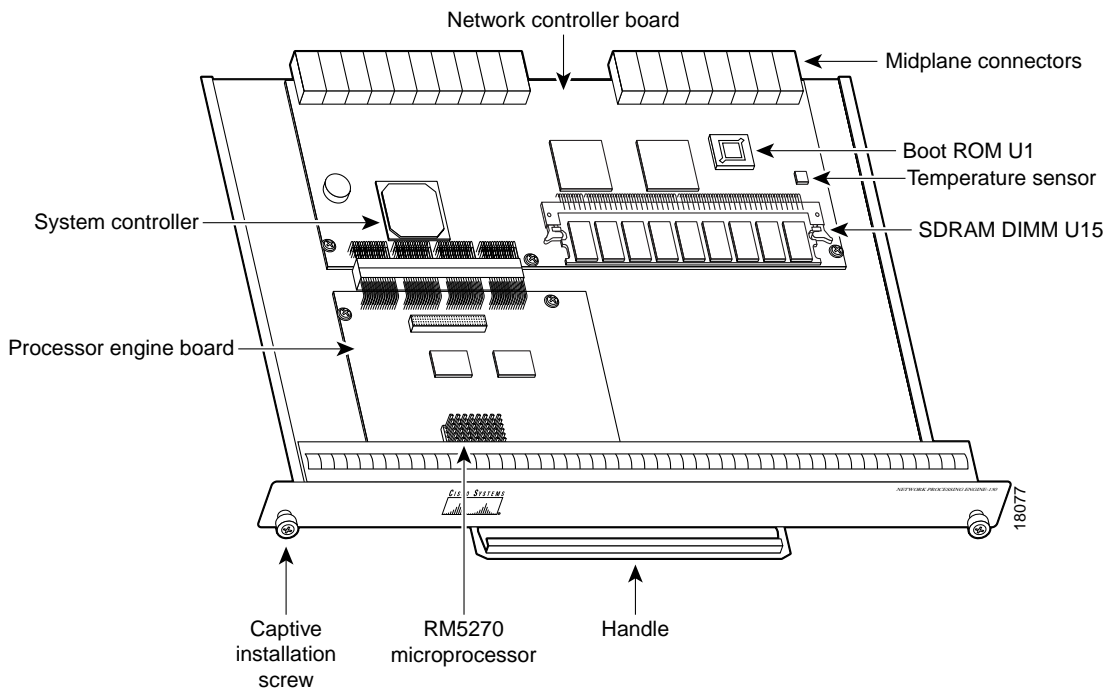 Network controller board
Midplane connectors
Boot ROM U1
Temperature sensor
System controller
SDRAM DIMM U15
Processor engine board
CISCO SYSTEMS
NETWORK PROCESSING ENGINE-150
18077
Captive
installation
screw
RM5270
microprocessor
Handle